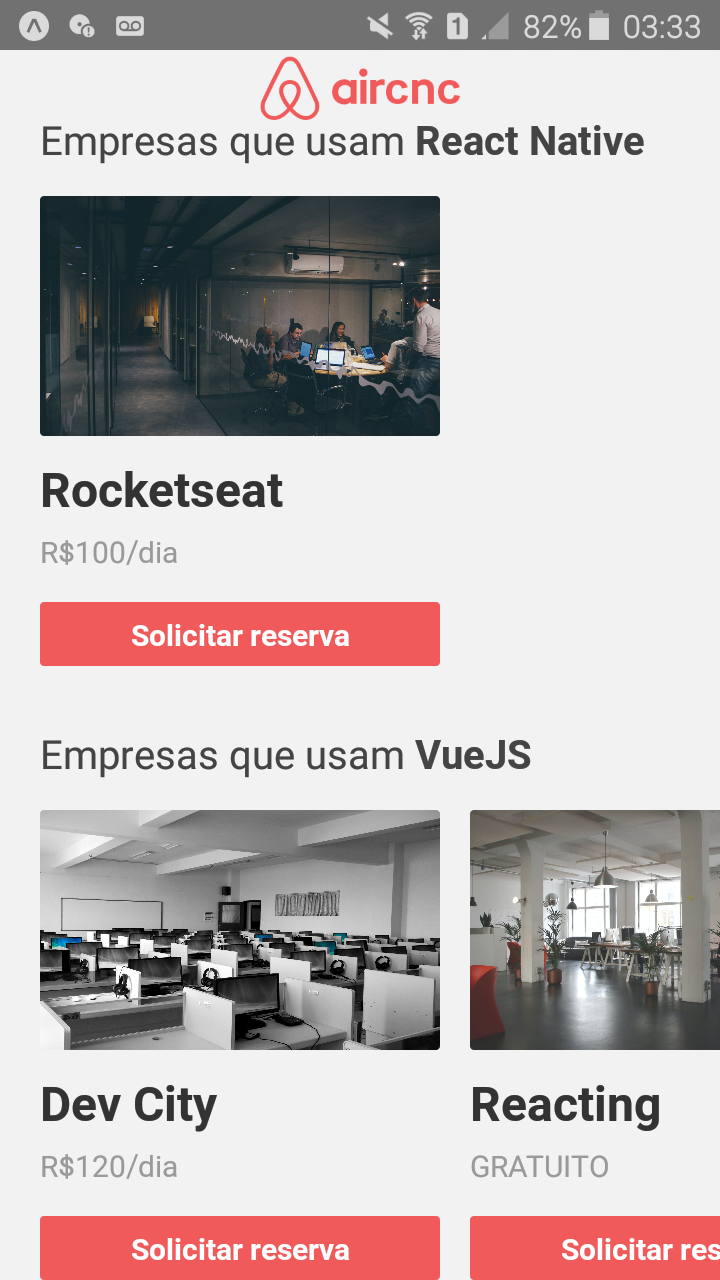 1 82% 03:33
aircnc
Empresas que usam React Native
Rocketseat
R$100/dia
Solicitar reserva
Empresas que usam VueJS
Dev City
R$120/dia
Solicitar reserva
Reacting
GRATUITO
Solicitar res